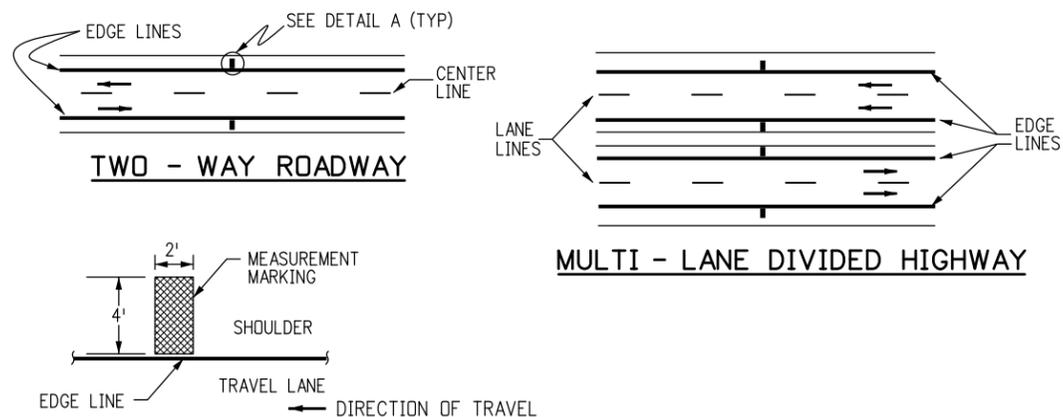 SEE DETAIL A (TYP)
EDGE LINES
CENTER
LINE
TWO - WAY ROADWAY
LANE
LINES
EDGE
LINES
MULTI - LANE DIVIDED HIGHWAY
2'
MEASUREMENT
MARKING
4'
SHOULDER
EDGE LINE
TRAVEL LANE
DIRECTION OF TRAVEL